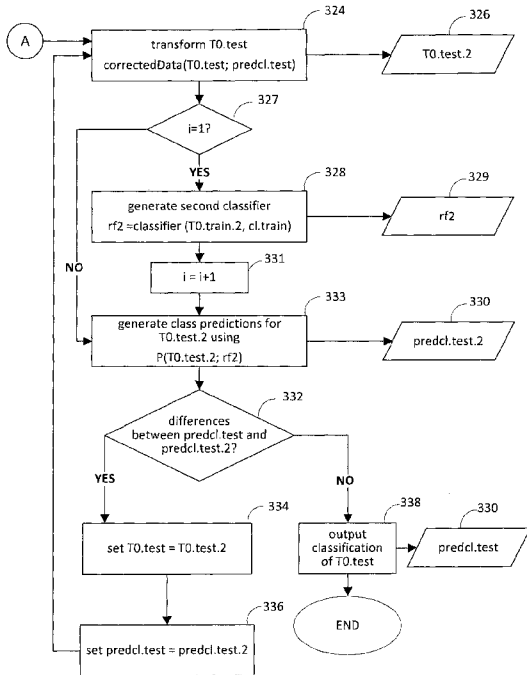 324
326
A
transform T0.test
correctedData(T0.test; predcl.test)
T0.test.2
327
i=1?
YES
328
329
generate second classifier
rf2 =classifier (T0.train.2, cl.train)
rf2
331
NO
i = i+1
333
330
generate class predictions for
T0.test.2 using
P(T0.test.2; rf2)
predcl.test.2
332
differences
between predcl.test and
predcl.test.2?
YES
NO
334
338
330
set T0.test = T0.test.2
output
classification
of T0.test
predcl.test
336
END
set predcl.test = predcl.test.2